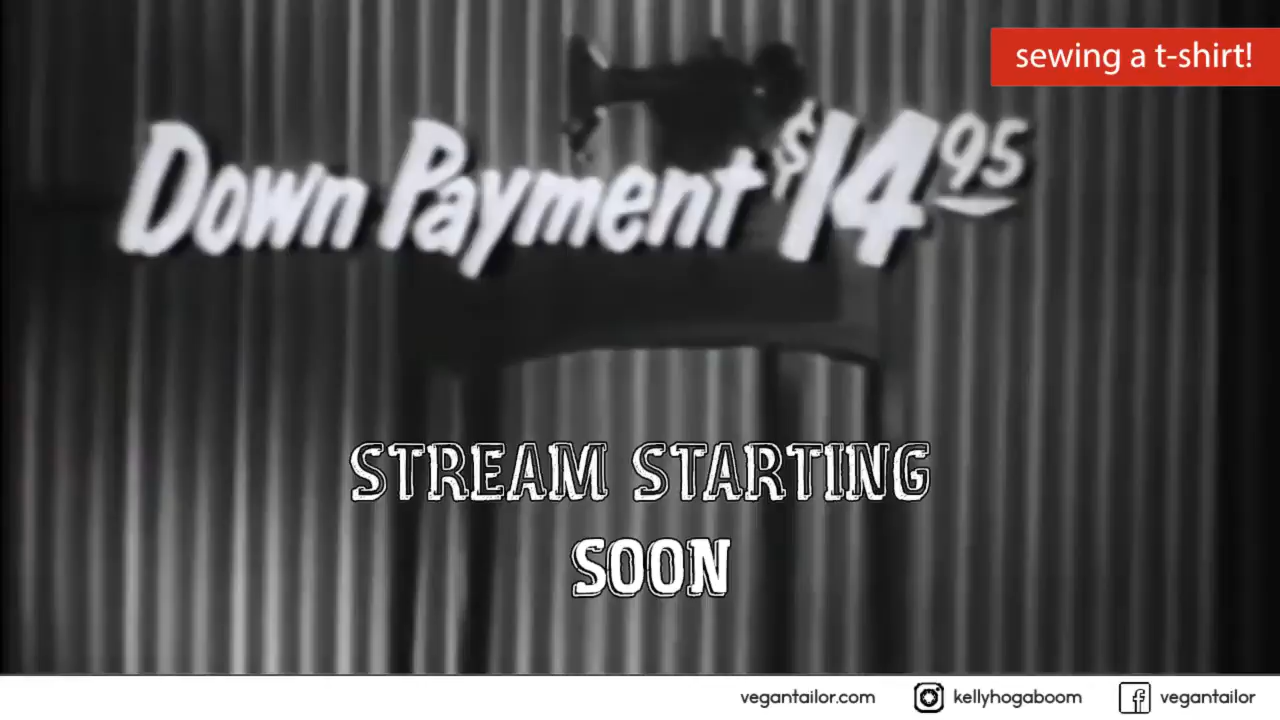 sewing a t-shirt!
Down Payment $14.95
STREAM STARTING
SOON
vegantailor.com kellyhogaboom vegantailor